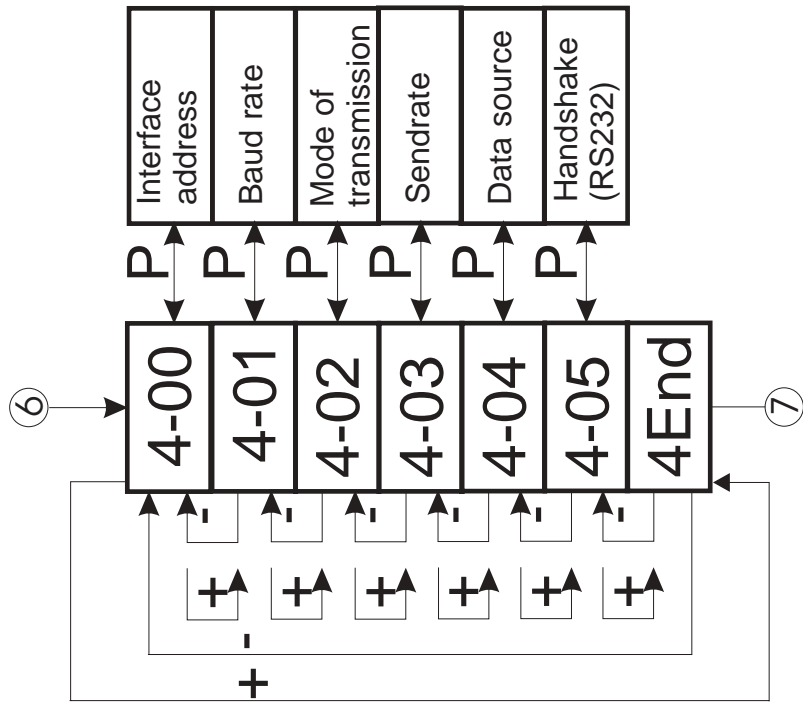 6
4-00
P
Interface
address
4-01
P
Baud rate
4-02
P
Mode of
transmission
4-03
P
Sendrate
4-04
P
Data source
4-05
P
Handshake
(RS232)
4End
7
-
-
-
-
-
-
+
+
+
+
+
+
+
-